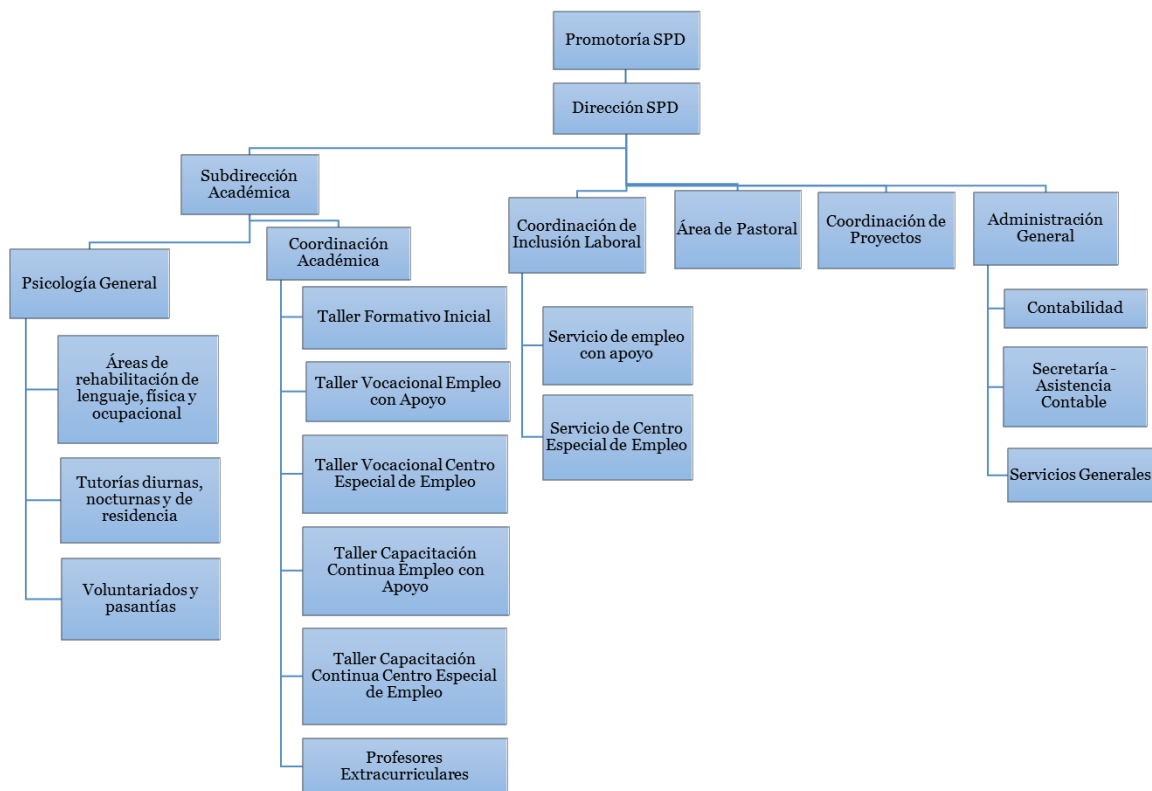 Promotoría SPD
Dirección SPD
Subdirección
Académica
Psicología General
Áreas de
rehabilitación de
lenguaje, física y
ocupacional
Tutorías diurnas,
nocturnas y de
residencia
Voluntariados y
pasantías
Coordinación
Académica
Taller Formativo Inicial
Taller Vocacional Empleo
con Apoyo
Taller Vocacional Centro
Especial de Empleo
Taller Capacitación
Continua Empleo con
Apoyo
Taller Capacitación
Continua Centro Especial
de Empleo
Profesores
Extracurriculares
Coordinación de
Inclusión Laboral
Servicio de empleo
con apoyo
Servicio de Centro
Especial de Empleo
Área de Pastoral
Coordinación de
Proyectos
Administración
General
Contabilidad
Secretaría -
Asistencia
Contable
Servicios Generales